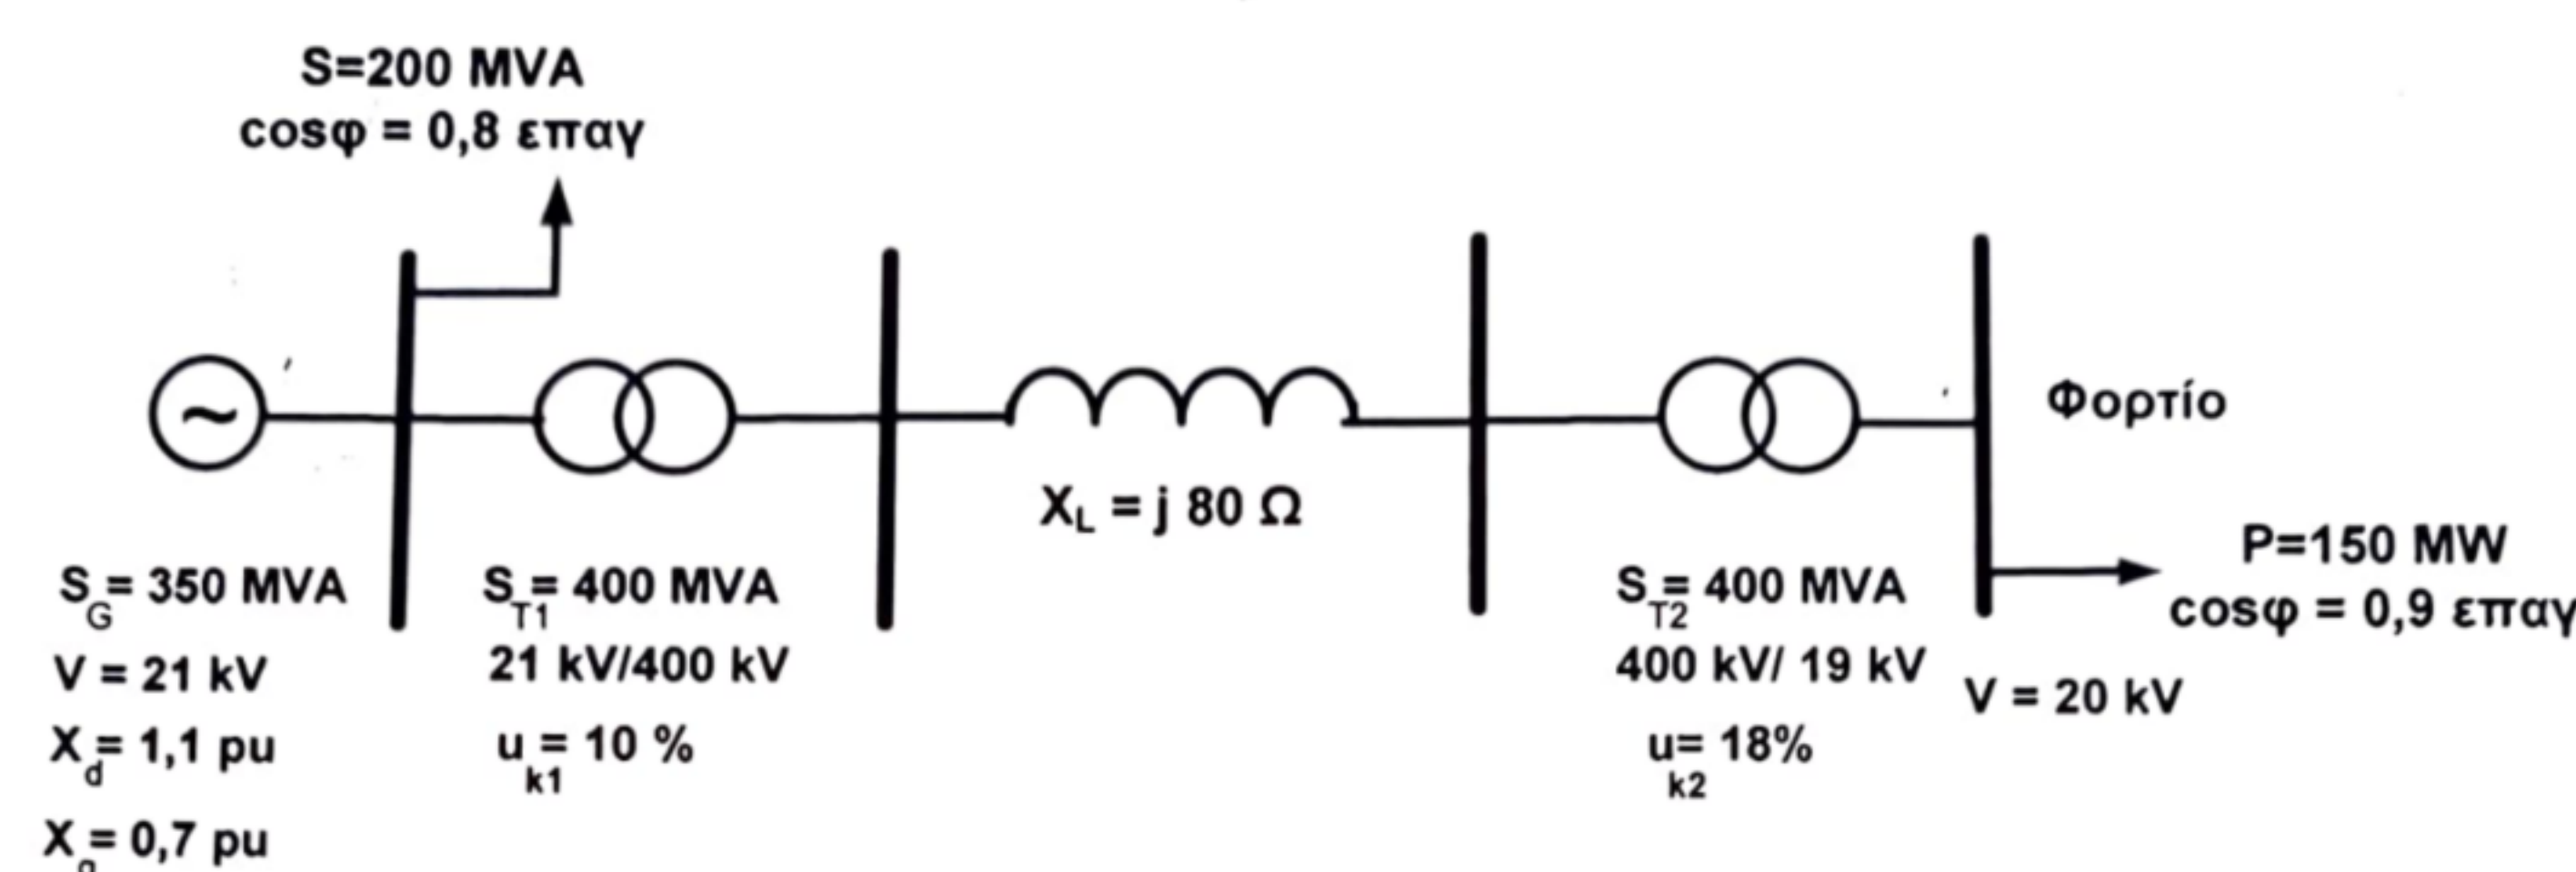 S=200 MVA
cosφ = 0,8 επαγ
~
S_G = 350 MVA
V = 21 kV
X_d = 1,1 pu
X_q = 0,7 pu
S_T1 = 400 MVA
21 kV/400 kV
u_k1 = 10 %
X_L = j 80 Ω
S_T2 = 400 MVA
400 kV/ 19 kV
u_k2 = 18%
Φορτίο
P=150 MW
cosφ = 0,9 επαγ
V = 20 kV